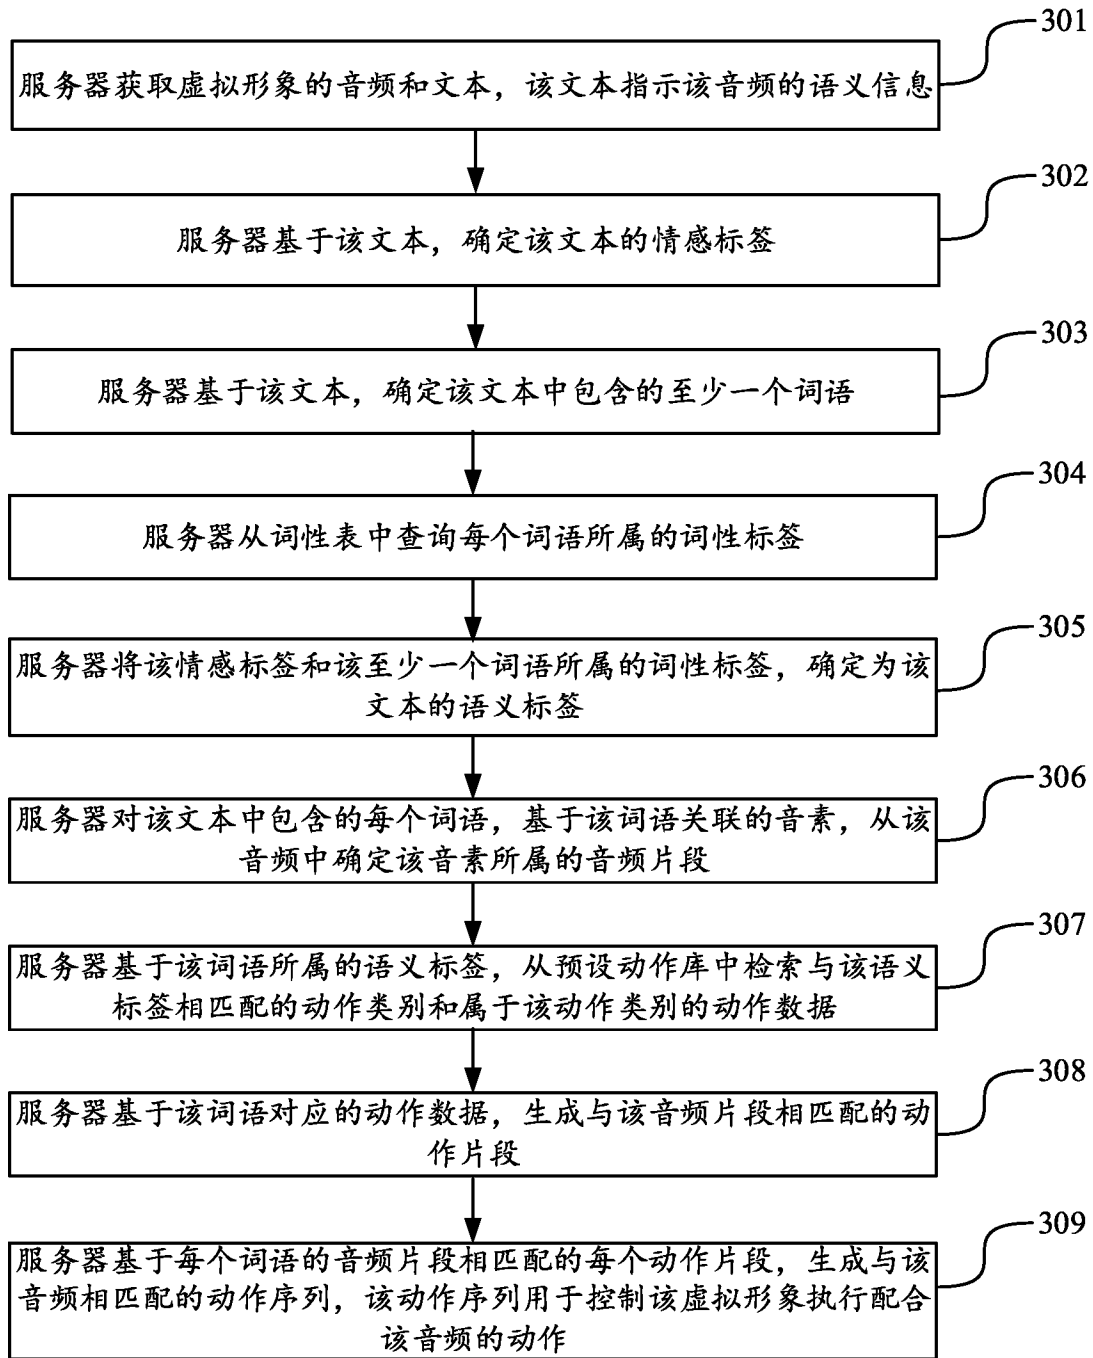 301
服务器获取虚拟形象的音频和文本，该文本指示该音频的语义信息
302
服务器基于该文本，确定该文本的情感标签
303
服务器基于该文本，确定该文本中包含的至少一个词语
304
服务器从词性表中查询每个词语所属的词性标签
305
服务器将该情感标签和该至少一个词语所属的词性标签，确定为该
文本的语义标签
306
服务器对该文本中包含的每个词语，基于该词语关联的音素，从该
音频中确定该音素所属的音频片段
307
服务器基于该词语所属的语义标签，从预设动作库中检索与该语义
标签相匹配的动作类别和属于该动作类别的动作数据
308
服务器基于该词语对应的动作数据，生成与该音频片段相匹配的动
作片段
309
服务器基于每个词语的音频片段相匹配的每个动作片段，生成与该
音频相匹配的动作序列，该动作序列用于控制该虚拟形象执行配合
该音频的动作